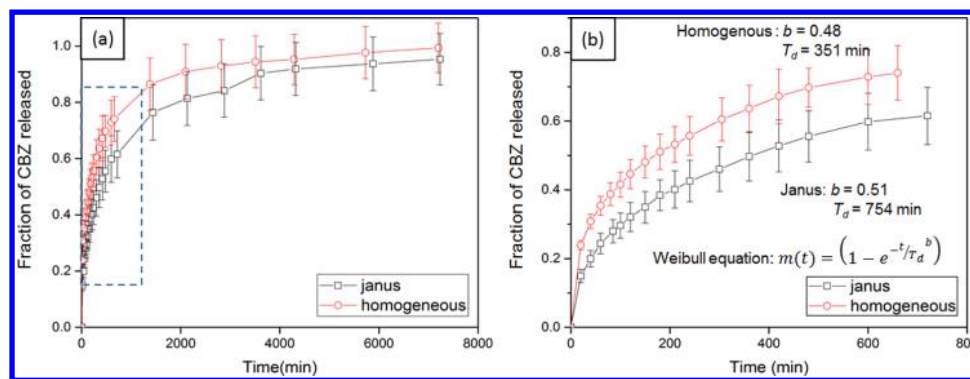 (a)
1.0
0.8
0.6
0.4
0.2
0.0
Fraction of CBZ released
0
2000
4000
6000
8000
Time(min)
janus
homogeneous
(b)
0.8
0.6
0.4
0.2
0.0
Fraction of CBZ released
0
200
400
600
80
Time (min)
Homogenous : b = 0.48
T_d = 351 min
Janus: b = 0.51
T_d = 754 min
Weibull equation: m(t) = (1 − e^{−t/T_d})^b
janus
homogeneous